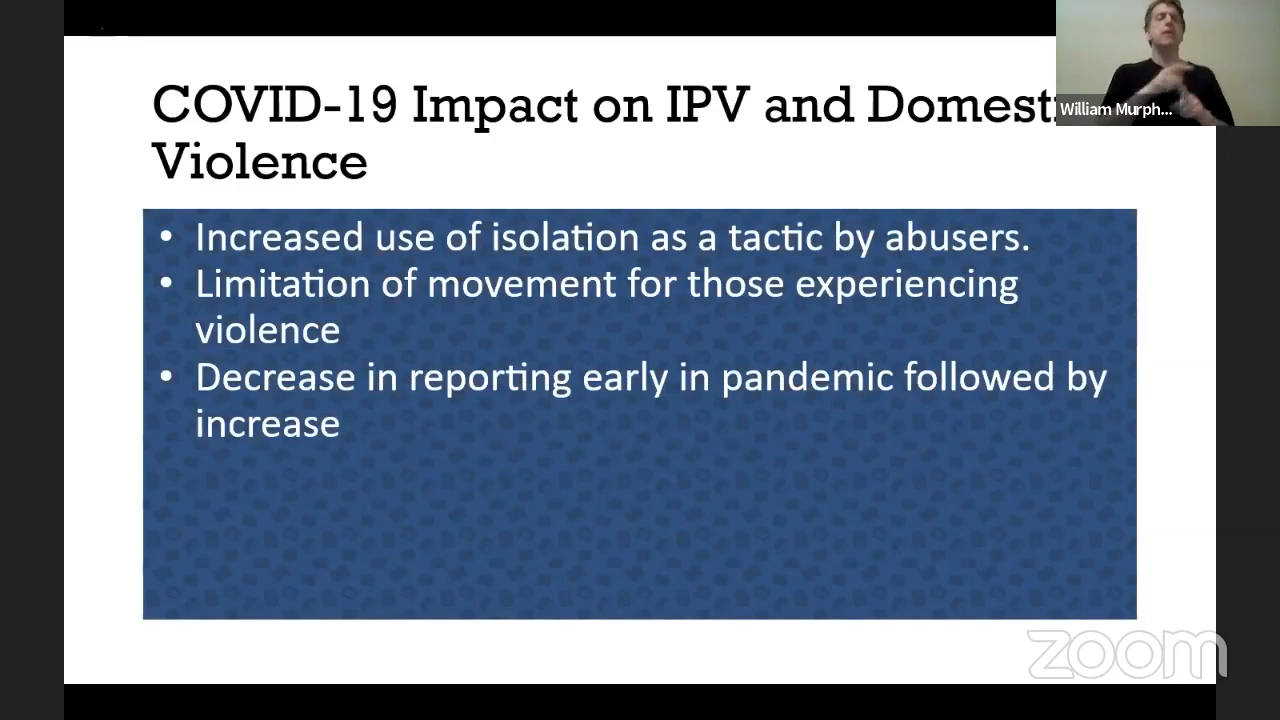 COVID-19 Impact on IPV and Domesti
Violence
William Murph...
• Increased use of isolation as a tactic by abusers.
• Limitation of movement for those experiencing
violence
• Decrease in reporting early in pandemic followed by
increase
zoom